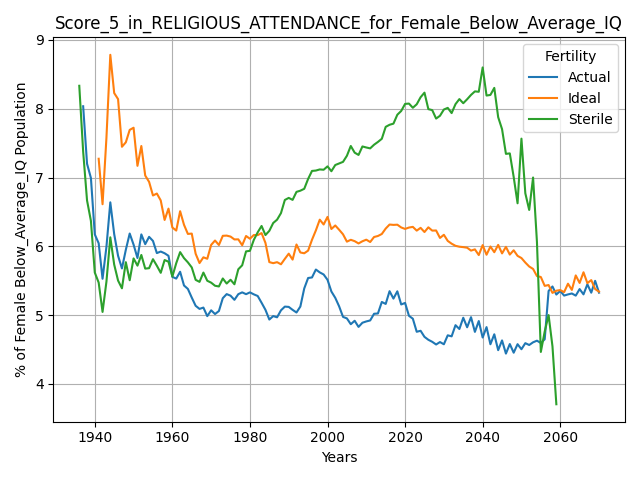 Score_5_in_RELIGIOUS_ATTENDANCE_for_Female_Below_Average_IQ
% of Female Below_Average_IQ Population
9
8
7
6
5
4
Fertility
Actual
Ideal
Sterile
1940 1960 1980 2000 2020 2040 2060
Years